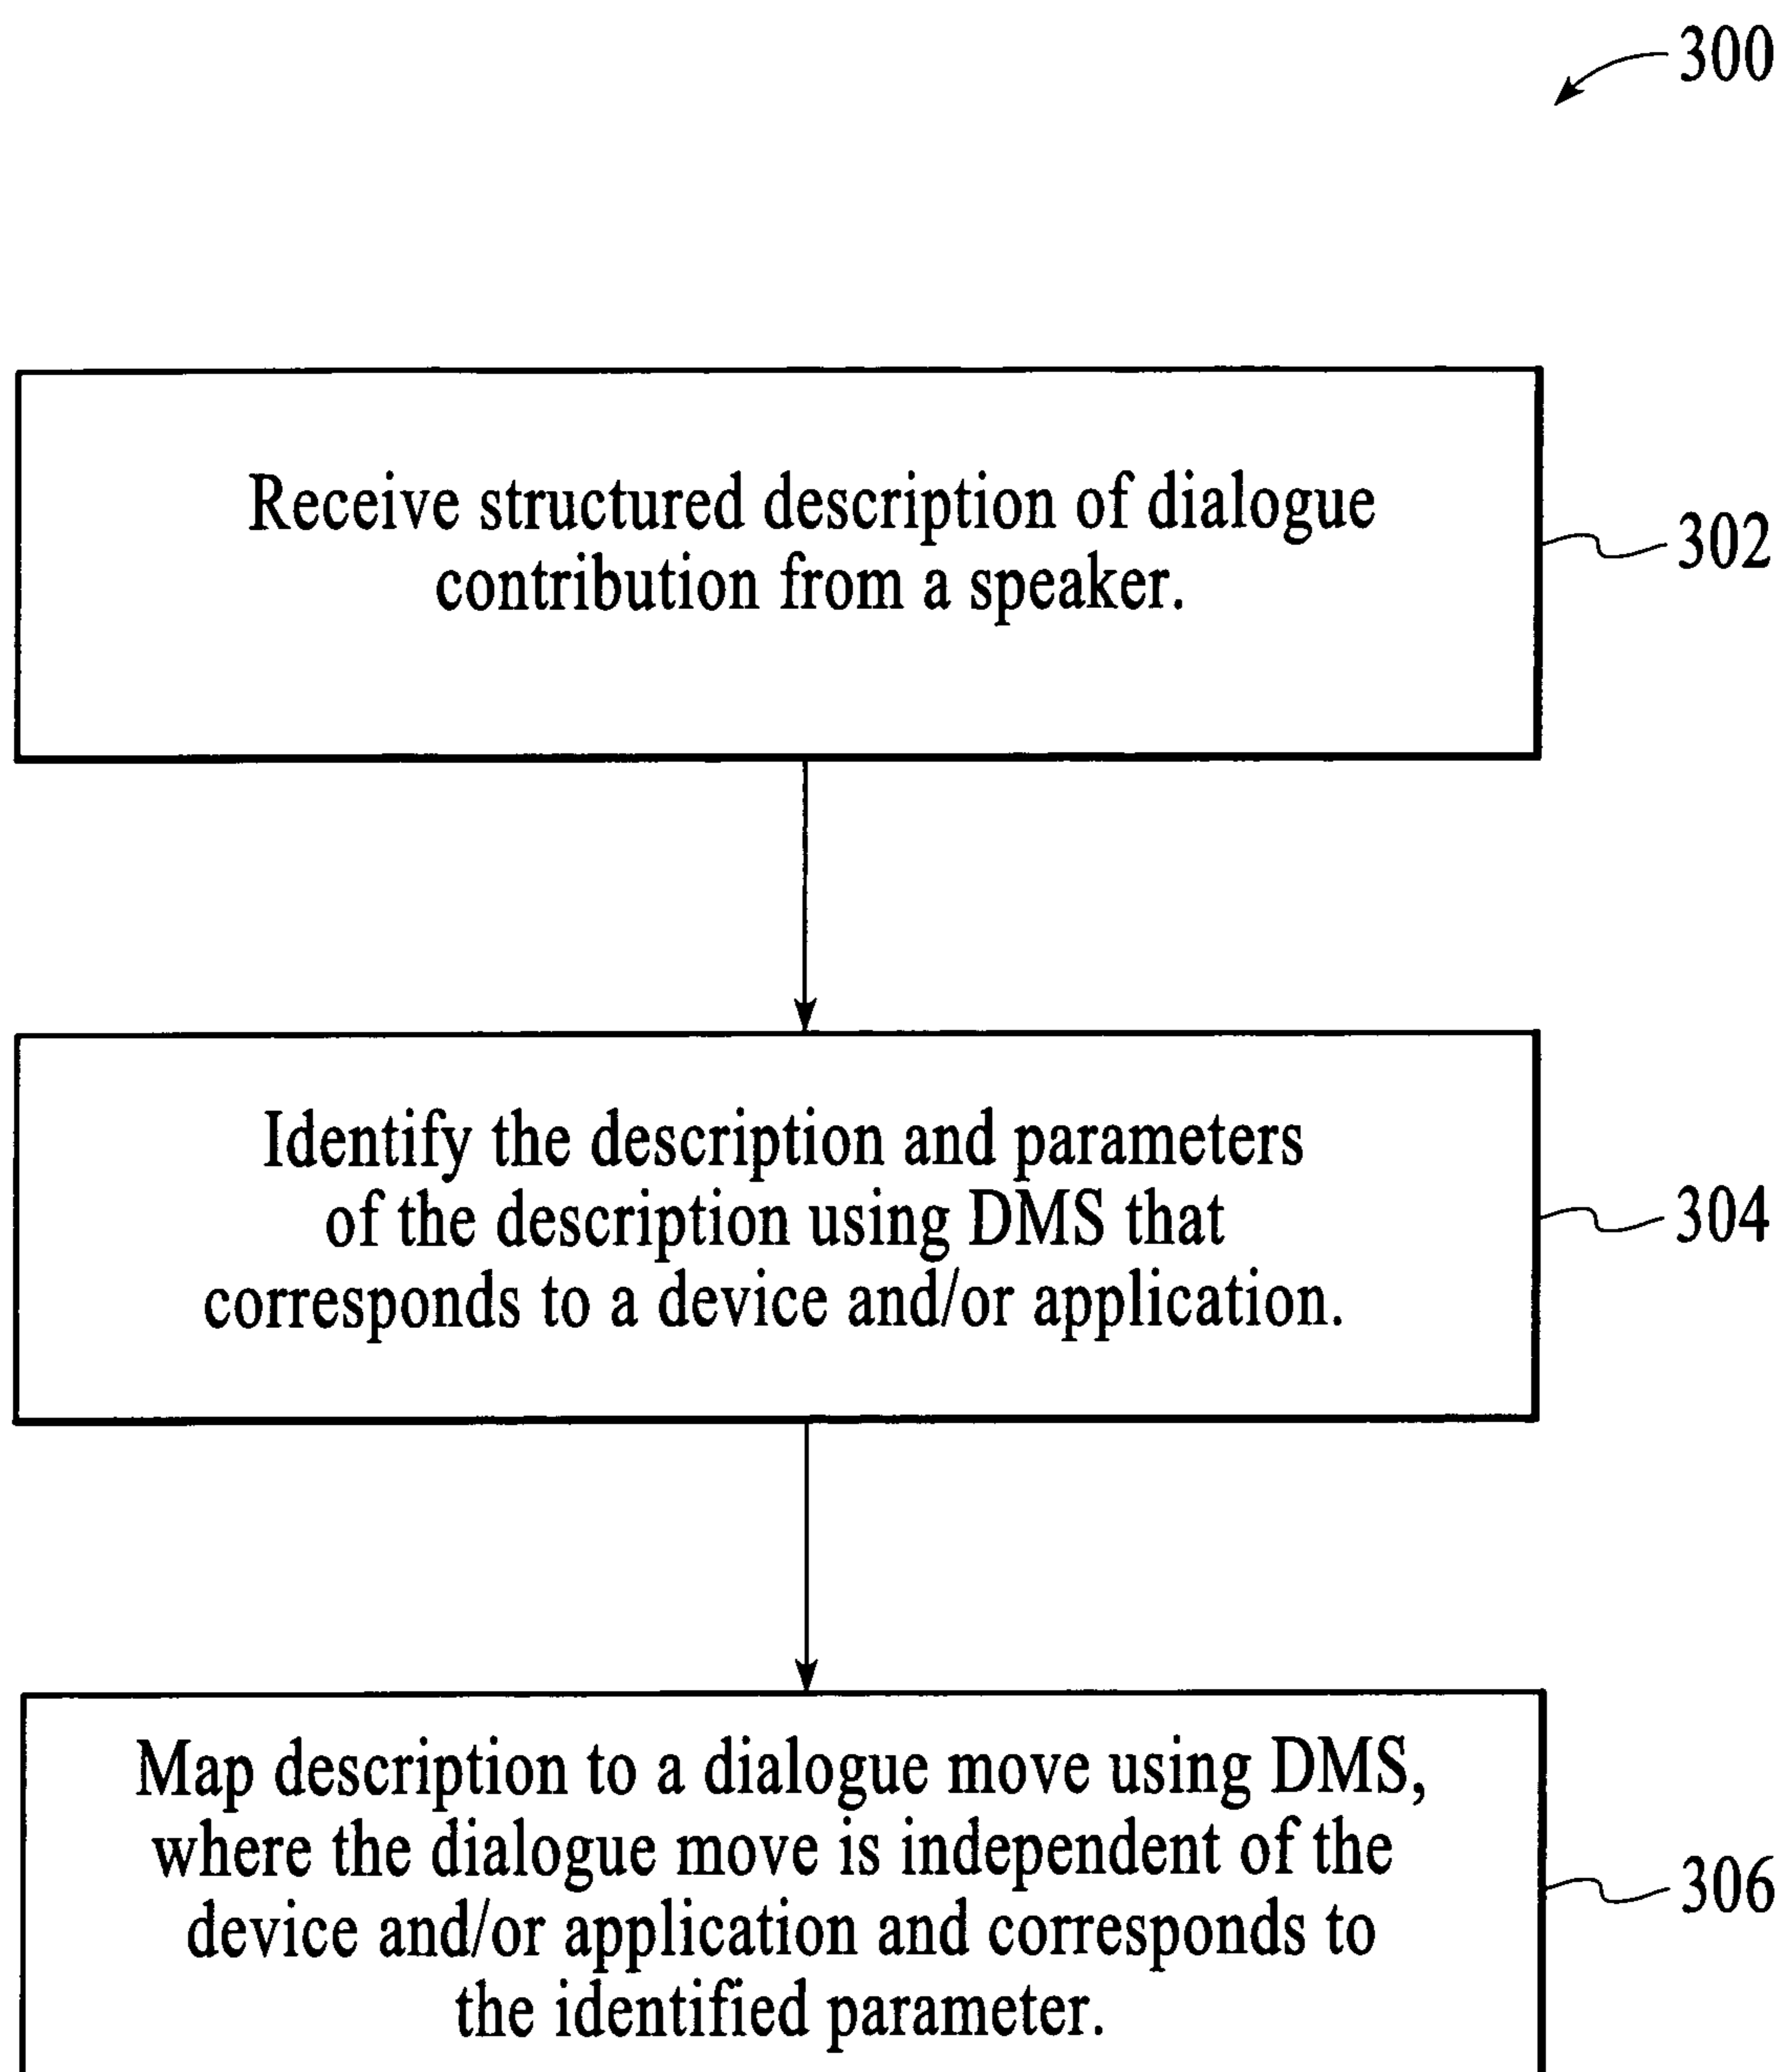 300
Receive structured description of dialogue
contribution from a speaker.
302
Identify the description and parameters
of the description using DMS that
corresponds to a device and/or application.
304
Map description to a dialogue move using DMS,
where the dialogue move is independent of the
device and/or application and corresponds to
the identified parameter.
306